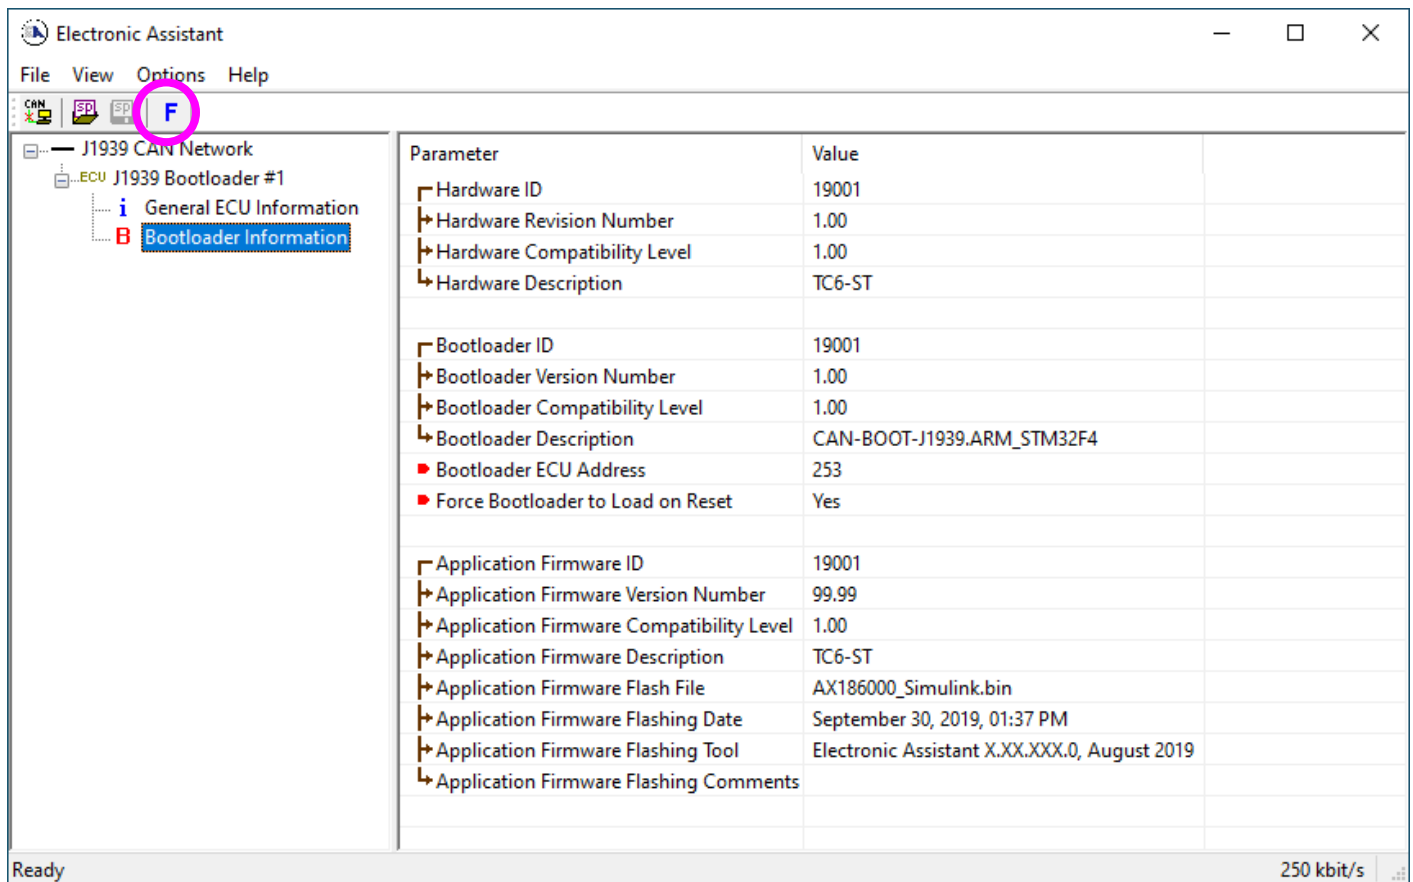 Electronic Assistant
File View Options Help
CAN SP SP F
J1939 CAN Network
ECU J1939 Bootloader #1
i General ECU Information
B Bootloader Information
Parameter Value
Hardware ID 19001
Hardware Revision Number 1.00
Hardware Compatibility Level 1.00
Hardware Description TC6-ST
Bootloader ID 19001
Bootloader Version Number 1.00
Bootloader Compatibility Level 1.00
Bootloader Description CAN-BOOT-J1939.ARM_STM32F4
Bootloader ECU Address 253
Force Bootloader to Load on Reset Yes
Application Firmware ID 19001
Application Firmware Version Number 99.99
Application Firmware Compatibility Level 1.00
Application Firmware Description TC6-ST
Application Firmware Flash File AX186000_Simulink.bin
Application Firmware Flashing Date September 30, 2019, 01:37 PM
Application Firmware Flashing Tool Electronic Assistant X.XX.XXX.0, August 2019
Application Firmware Flashing Comments
Ready 250 kbit/s